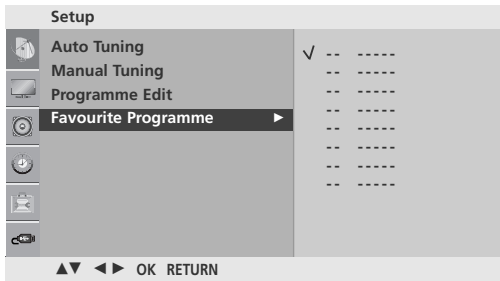 Setup
Auto Tuning
Manual Tuning
Programme Edit
Favourite Programme ►
√ -- -----
-- -----
-- -----
-- -----
-- -----
-- -----
-- -----
-- -----
▲▼ ◄► OK RETURN